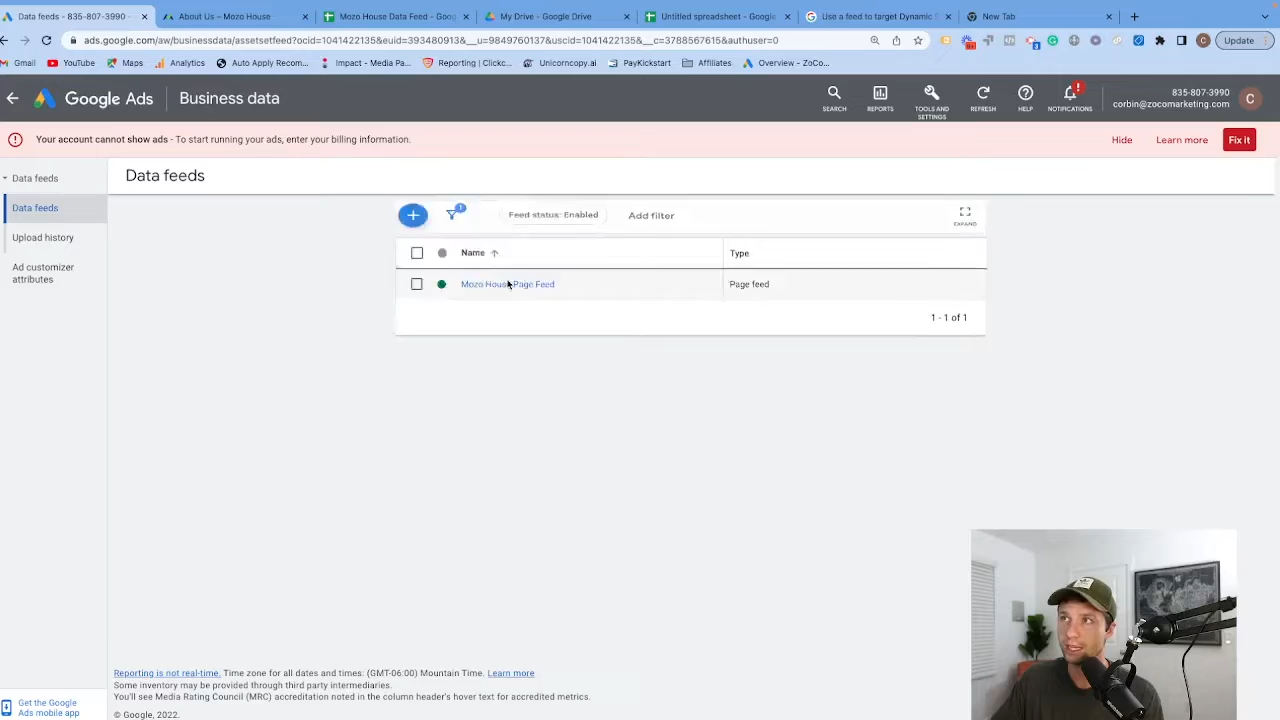 Data feeds - 835-807-3990 -
About Us – Mozo House
Mozo House Data Feed - Goog
My Drive - Google Drive
Untitled spreadsheet - Google
Use a feed to target Dynamic S
New Tab
ads.google.com/aw/businessdata/assetsetfeed?ocid=1041422135&euid=393480913&__u=9849760137&uscid=1041422135&__c=3788567615&authuser=0
Update
Gmail
YouTube
Maps
Analytics
Auto Apply Recom...
Impact - Media Pa...
Reporting | Clickc...
Unicorncopy.ai
PayKickstart
Affiliates
Overview – ZoCo...
Google Ads
Business data
SEARCH
REPORTS
TOOLS AND
SETTINGS
REFRESH
HELP
NOTIFICATIONS
835-807-3990
corbin@zocomarketing.com
C
Your account cannot show ads - To start running your ads, enter your billing information.
Hide
Learn more
Fix it
Data feeds
Data feeds
Upload history
Ad customizer
attributes
Data feeds
1
Feed status: Enabled
Add filter
EXPAND
Name
Type
Mozo House Page Feed
Page feed
1 - 1 of 1
Reporting is not real-time. Time zone for all dates and times: (GMT-06:00) Mountain Time. Learn more
Some inventory may be provided through third party intermediaries.
You'll see Media Rating Council (MRC) accreditation noted in the column header's hover text for accredited metrics.
© Google, 2022.
Get the Google
Ads mobile app